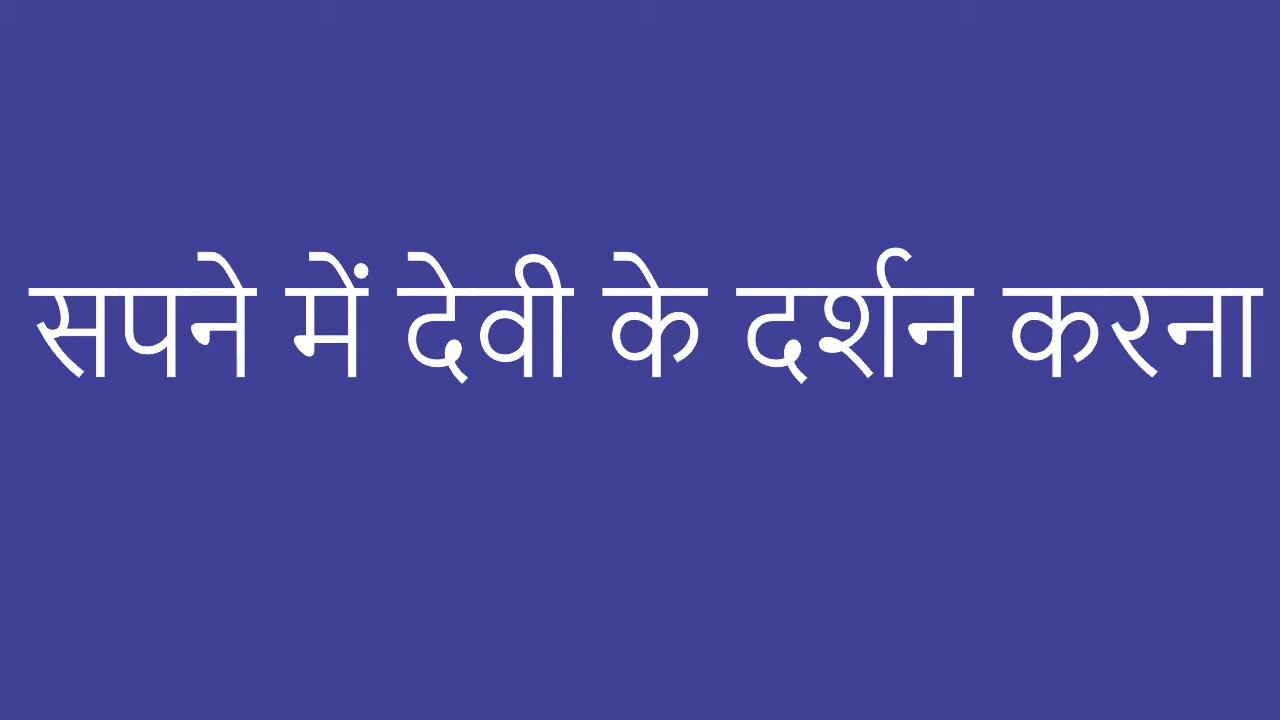 सपने में देवी के दर्शन करना